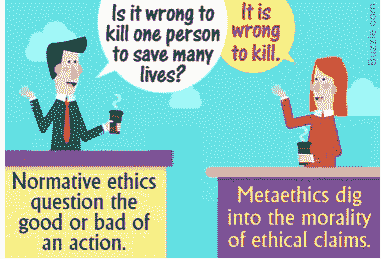 Is it wrong to
kill one person
to save many
lives?
It is
wrong
to kill.
Buzzle.com
Normative ethics
question the
good or bad of
an action.
Metaethics dig
into the morality
of ethical claims.